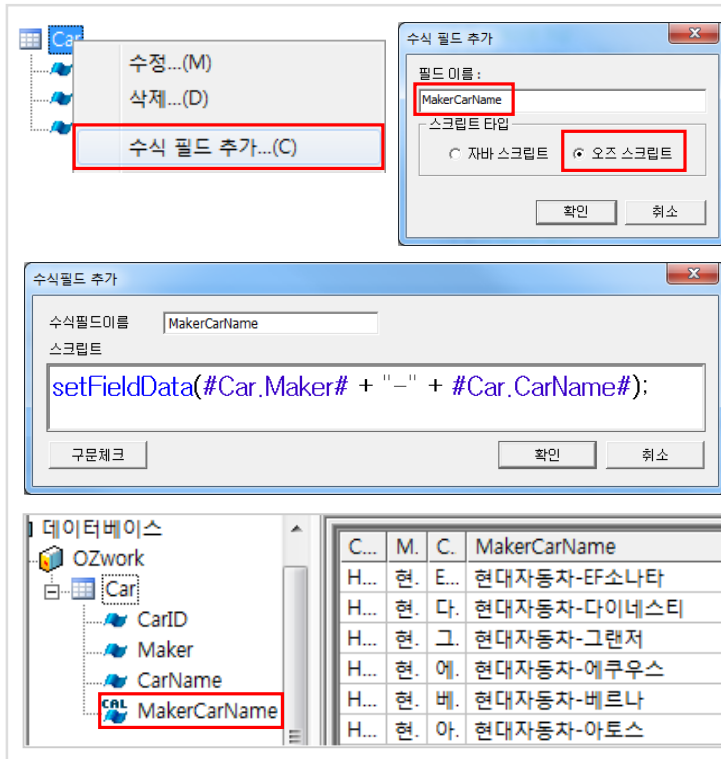 Car
수정...(M)
삭제...(D)
수식 필드 추가...(C)
수식 필드 추가
필드 이름 :
MakerCarName
스크립트 타입
자바 스크립트
오즈 스크립트
확인
취소
수식필드 추가
수식필드이름
MakerCarName
스크립트
setFieldData(#Car.Maker# + "-" + #Car.CarName#);
구문체크
확인
취소
데이터베이스
OZwork
Car
CarID
Maker
CarName
CAL
MakerCarName
C... M. C. MakerCarName
H... 현. E... 현대자동차-EF소나타
H... 현. 다. 현대자동차-다이네스티
H... 현. 그. 현대자동차-그랜저
H... 현. 에. 현대자동차-에쿠우스
H... 현. 베. 현대자동차-베르나
H... 현. 아. 현대자동차-아토스